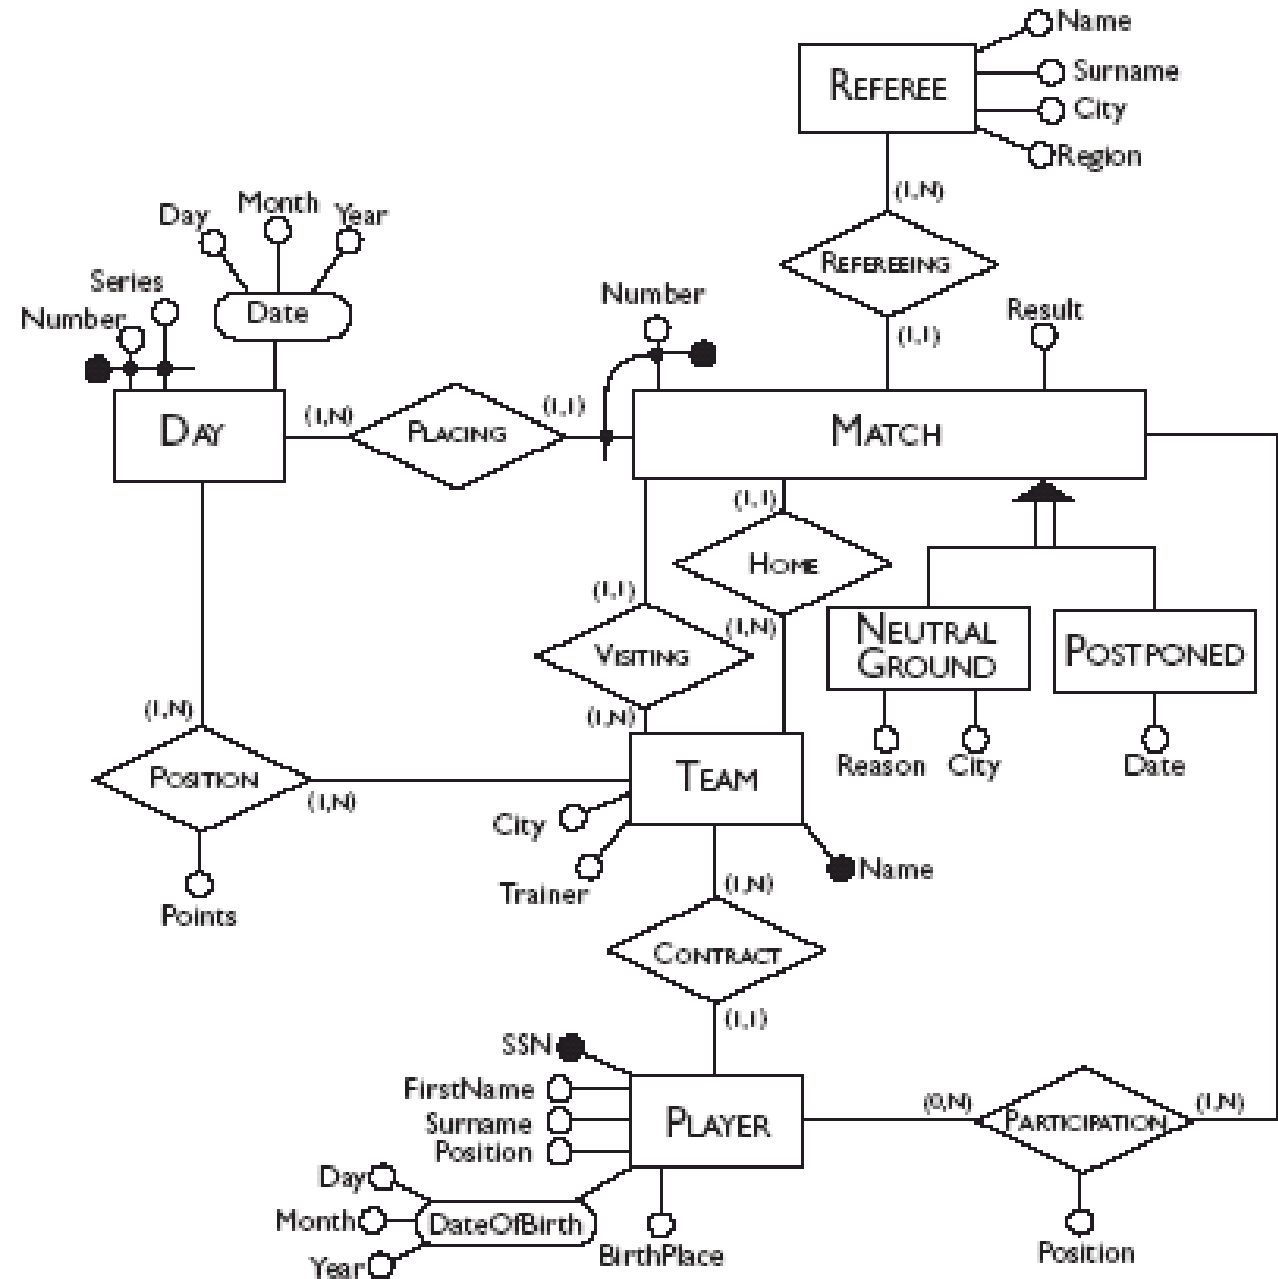 Name
REFEREE
Surname
City
Region
(1,N)
REFEREEING
(1,1)
Day
Month
Year
Series
Number
Date
Number
Result
DAY
(1,N)
PLACING
(1,1)
MATCH
(1,1)
HOME
(1,N)
(1,1)
VISITING
(1,N)
NEUTRAL
GROUND
POSTPONED
Reason
City
Date
(1,N)
POSITION
(1,N)
Points
TEAM
City
Trainer
Name
(1,N)
CONTRACT
(1,1)
SSN
FirstName
Surname
Position
PLAYER
(0,N)
PARTICIPATION
(1,N)
Day
Month
Year
DateOfBirth
BirthPlace
Position